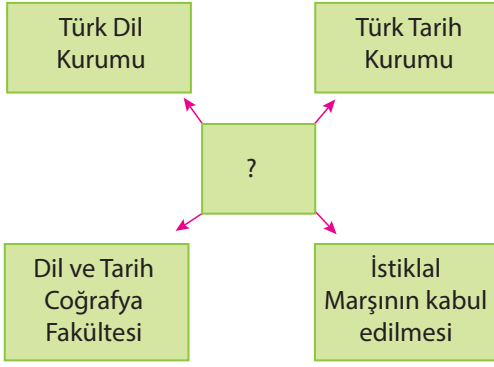 Türk Dil
Kurumu
Türk Tarih
Kurumu
?
Dil ve Tarih
Coğrafya
Fakültesi
İstiklal
Marşının kabul
edilmesi